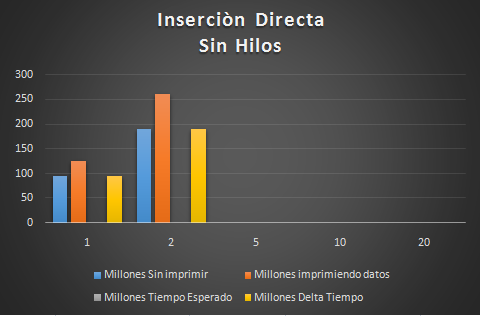 Inserciòn Directa
Sin Hilos
300
250
200
150
100
50
0
1 2 5 10 20
Millones Sin imprimir Millones imprimiendo datos
Millones Tiempo Esperado Millones Delta Tiempo